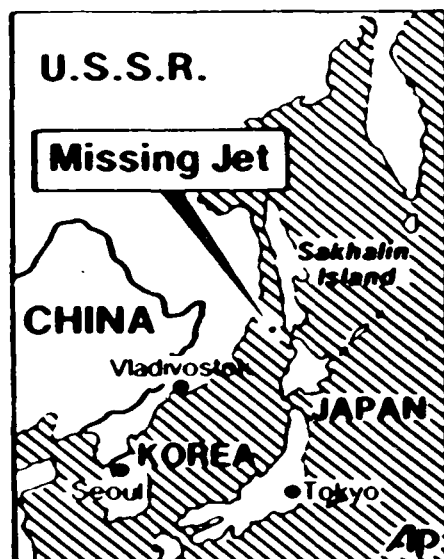 U.S.S.R.
Missing Jet
Sakhalin
Island
CHINA
Vladivostok
JAPAN
KOREA
Seoul
Tokyo
AP